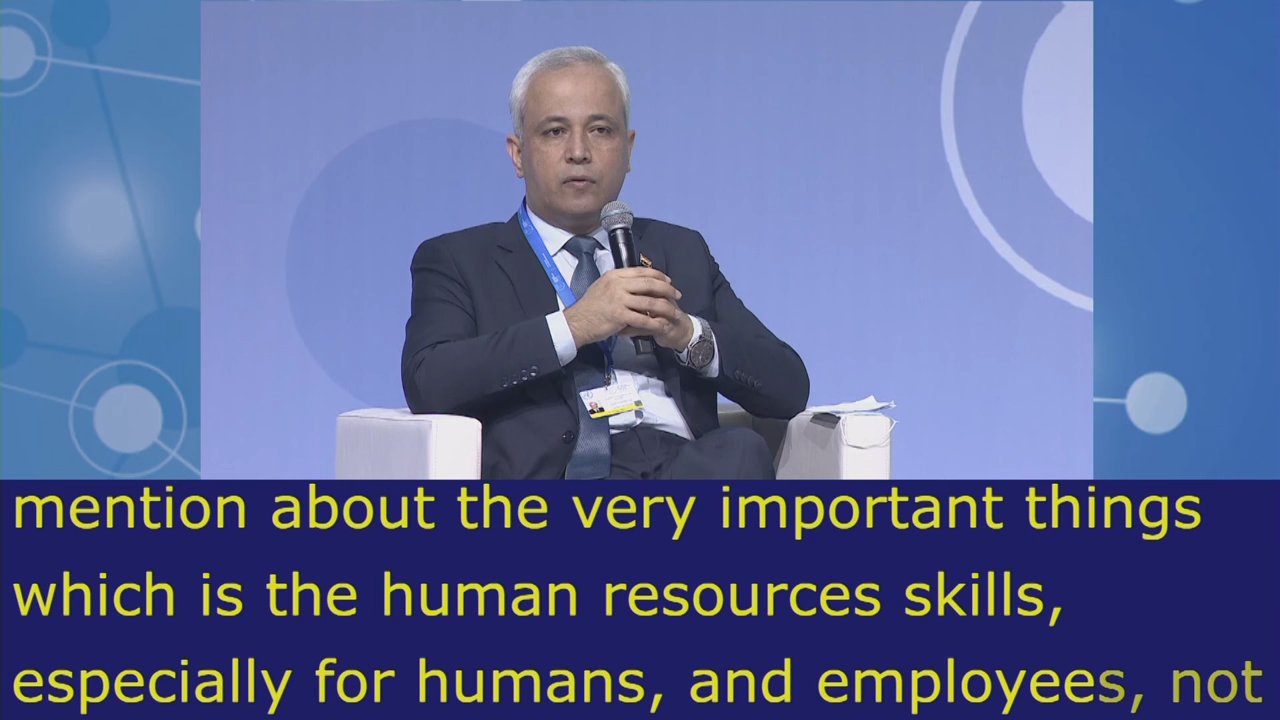 mention about the very important things
which is the human resources skills,
especially for humans, and employees, not